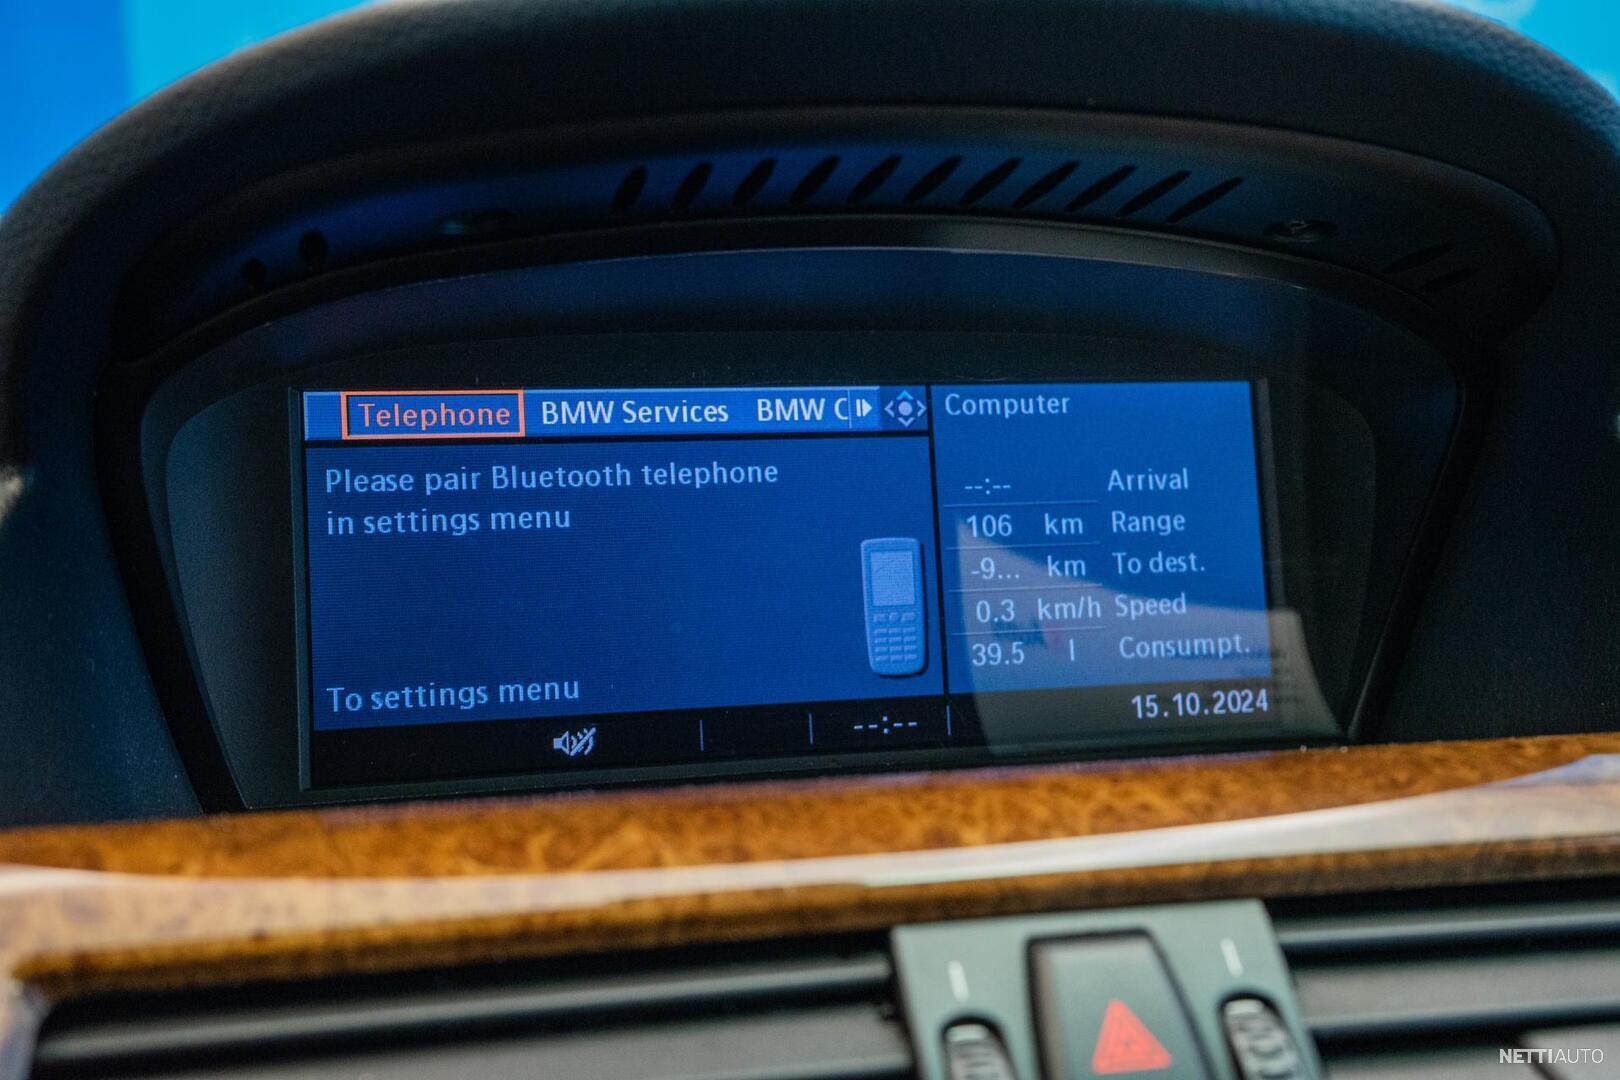 Telephone BMW Services BMW C
Please pair Bluetooth telephone
in settings menu
To settings menu
--:--
Computer
--:-- Arrival
106 km Range
-9... km To dest.
0.3 km/h Speed
39.5 l Consumpt.
15.10.2024
NETTIAUTO